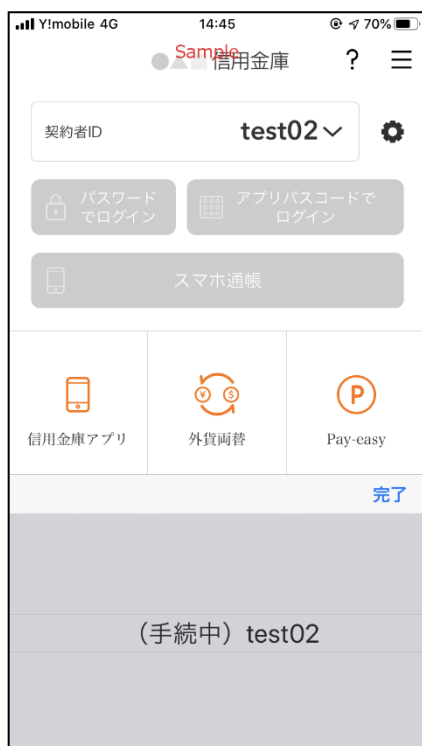 Y!mobile 4G 14:45 70%
Sample
信用金庫 ?
契約者ID test02
パスワード
でログイン
アプリパスコードで
ログイン
スマホ通帳
¥ $ P
信用金庫アプリ 外貨両替 Pay-easy
完了
（手続中）test02